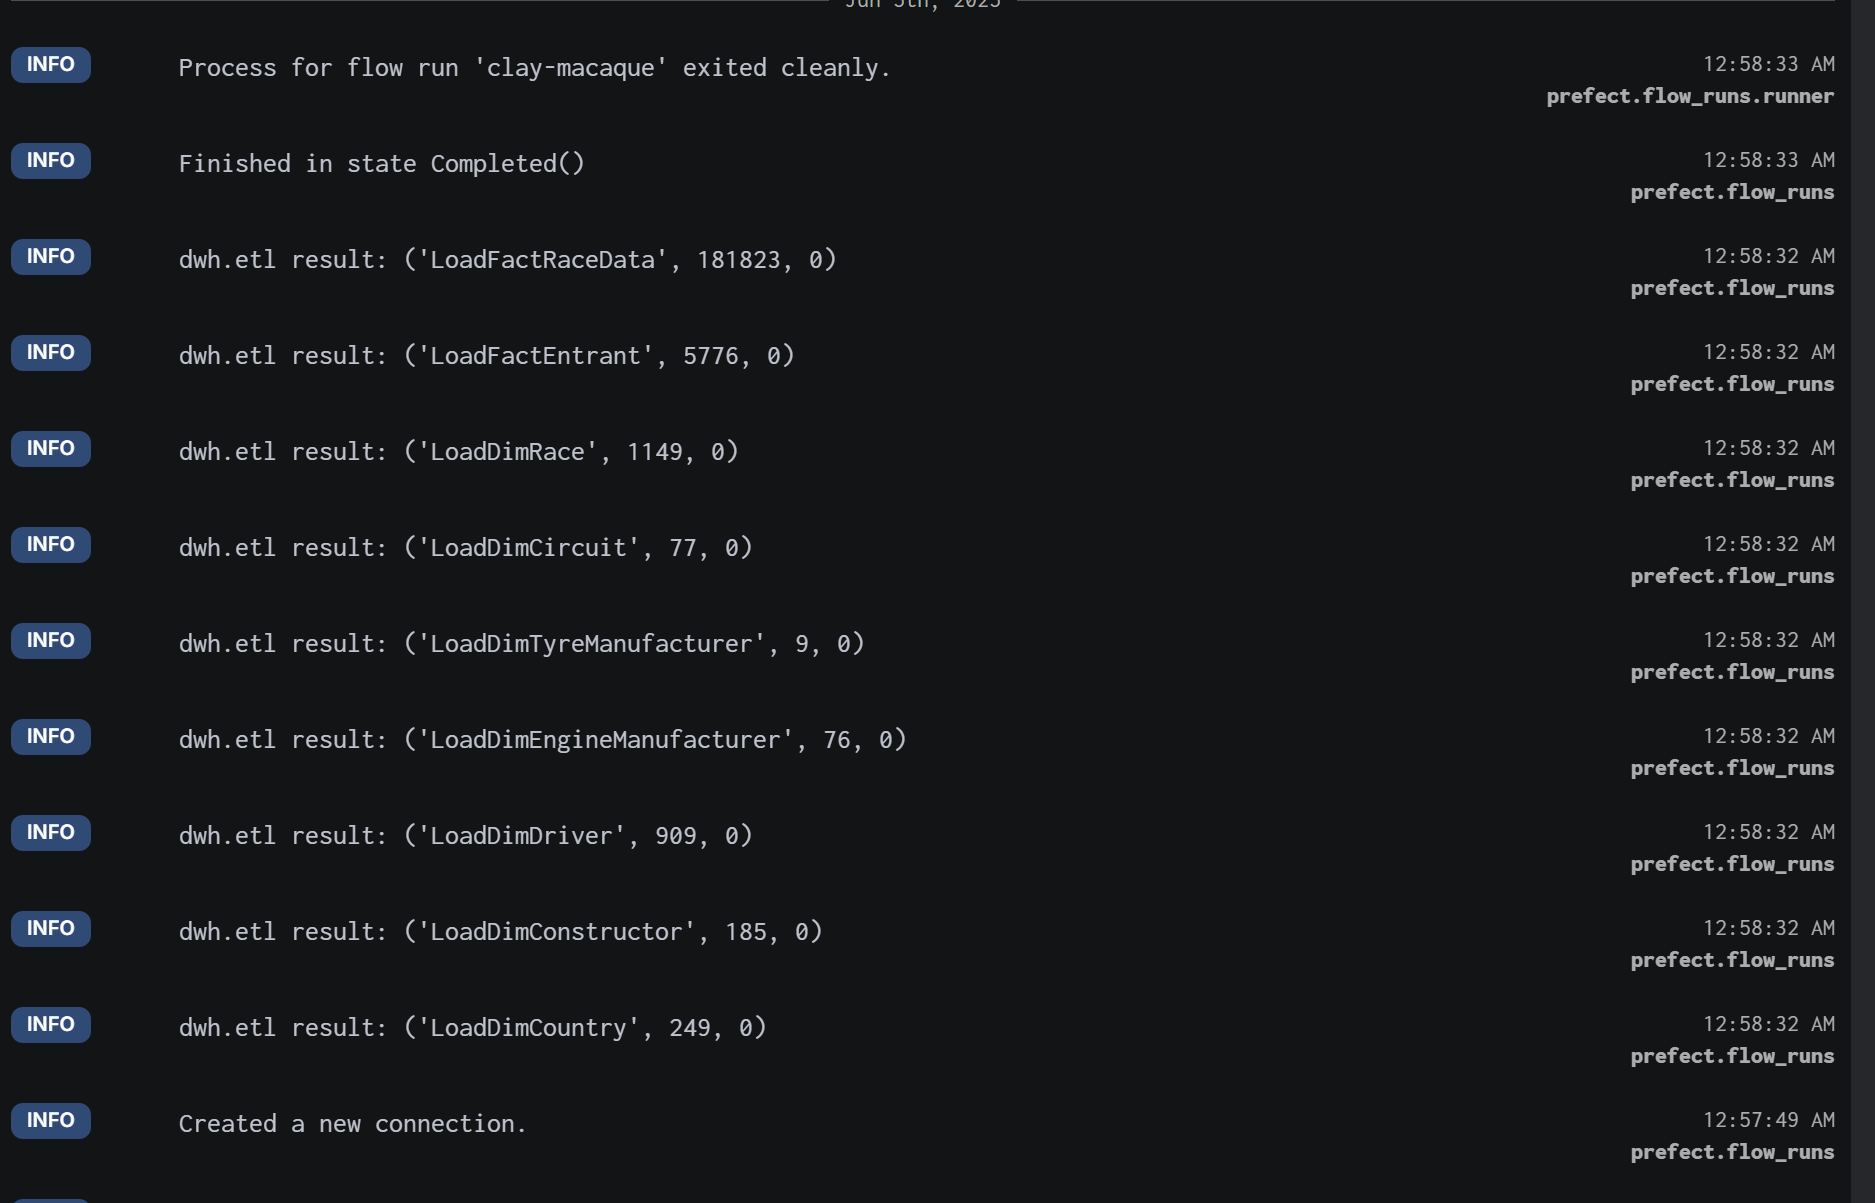 Jun 5th, 2025
INFO Process for flow run 'clay-macaque' exited cleanly. 12:58:33 AM
prefect.flow_runs.runner
INFO Finished in state Completed() 12:58:33 AM
prefect.flow_runs
INFO dwh.etl result: ('LoadFactRaceData', 181823, 0) 12:58:32 AM
prefect.flow_runs
INFO dwh.etl result: ('LoadFactEntrant', 5776, 0) 12:58:32 AM
prefect.flow_runs
INFO dwh.etl result: ('LoadDimRace', 1149, 0) 12:58:32 AM
prefect.flow_runs
INFO dwh.etl result: ('LoadDimCircuit', 77, 0) 12:58:32 AM
prefect.flow_runs
INFO dwh.etl result: ('LoadDimTyreManufacturer', 9, 0) 12:58:32 AM
prefect.flow_runs
INFO dwh.etl result: ('LoadDimEngineManufacturer', 76, 0) 12:58:32 AM
prefect.flow_runs
INFO dwh.etl result: ('LoadDimDriver', 909, 0) 12:58:32 AM
prefect.flow_runs
INFO dwh.etl result: ('LoadDimConstructor', 185, 0) 12:58:32 AM
prefect.flow_runs
INFO dwh.etl result: ('LoadDimCountry', 249, 0) 12:58:32 AM
prefect.flow_runs
INFO Created a new connection. 12:57:49 AM
prefect.flow_runs